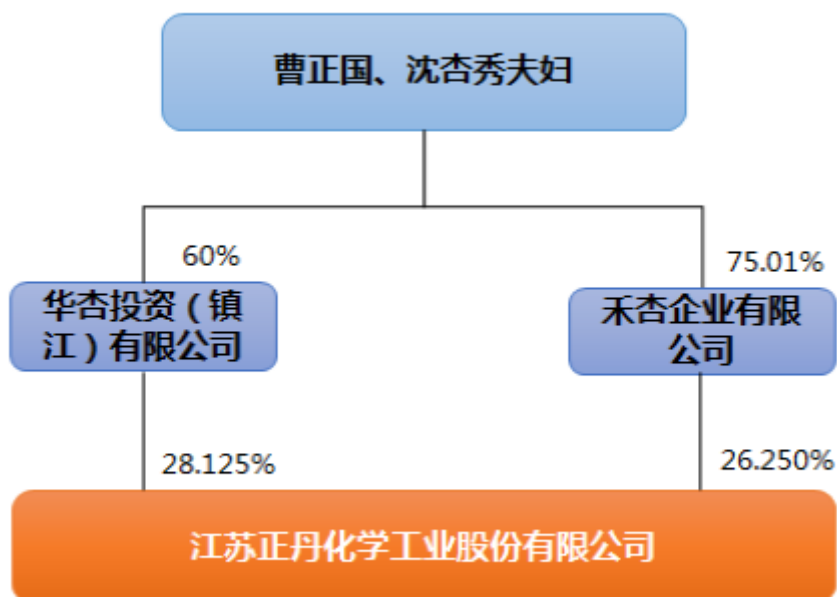 曹正国、沈杏秀夫妇
60%
75.01%
华杏投资（镇
江）有限公司
禾杏企业有限
公司
28.125%
26.250%
江苏正丹化学工业股份有限公司